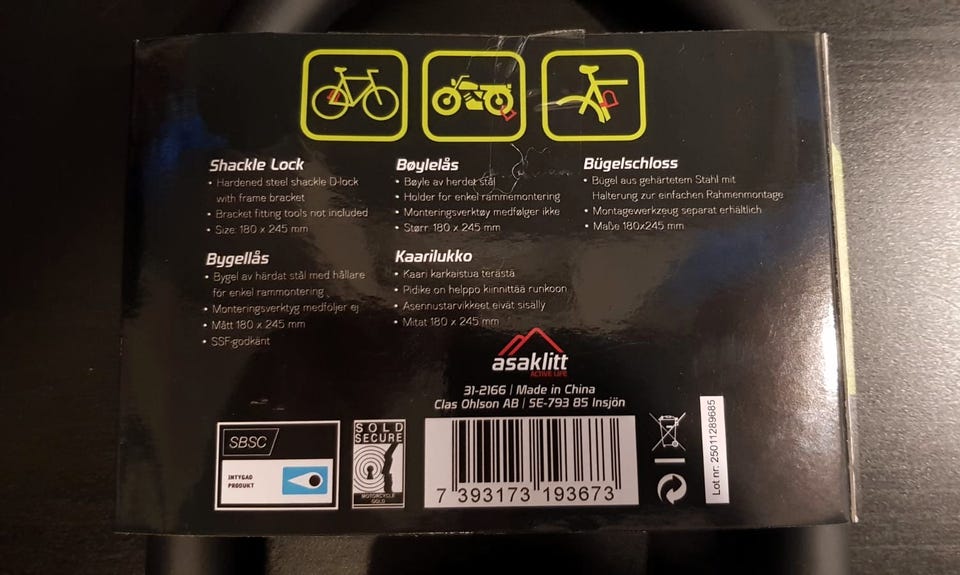 Shackle Lock
• Hardened steel shackle D-lock
with frame bracket
• Bracket fitting tools not included
• Size: 180 x 245 mm
Bøylelås
• Bøyle av herdet stål
• Holder for enkel rammemontering
• Monteringsverktøy medfølger ikke
• Størr: 180 x 245 mm
Bügelschloss
• Bügel aus gehärtetem Stahl mit
Halterung zur einfachen Rahmenmontage
• Montagewerkzeug separat erhältlich
• Maße 180x245 mm
Bygellås
• Bygel av härdat stål med hållare
för enkel rammontering
• Monteringsverktyg medföljer ej
• Mått 180 x 245 mm
• SSF-godkänt
Kaarilukko
• Kaari karkaistua terästä
• Pidike on helppo kiinnittää runkoon
• Asennustarvikkeet eivät sisälly
• Mitat 180 x 245 mm
asaklitt
ACTIVE LIFE
31-2166 | Made in China
Clas Ohlson AB | SE-793 85 Insjön
SBSC
INTYGAD
PRODUKT
SOLD
SECURE
MOTORCYCLE
GOLD
7 393173 193673
Lot nr: 25011289685